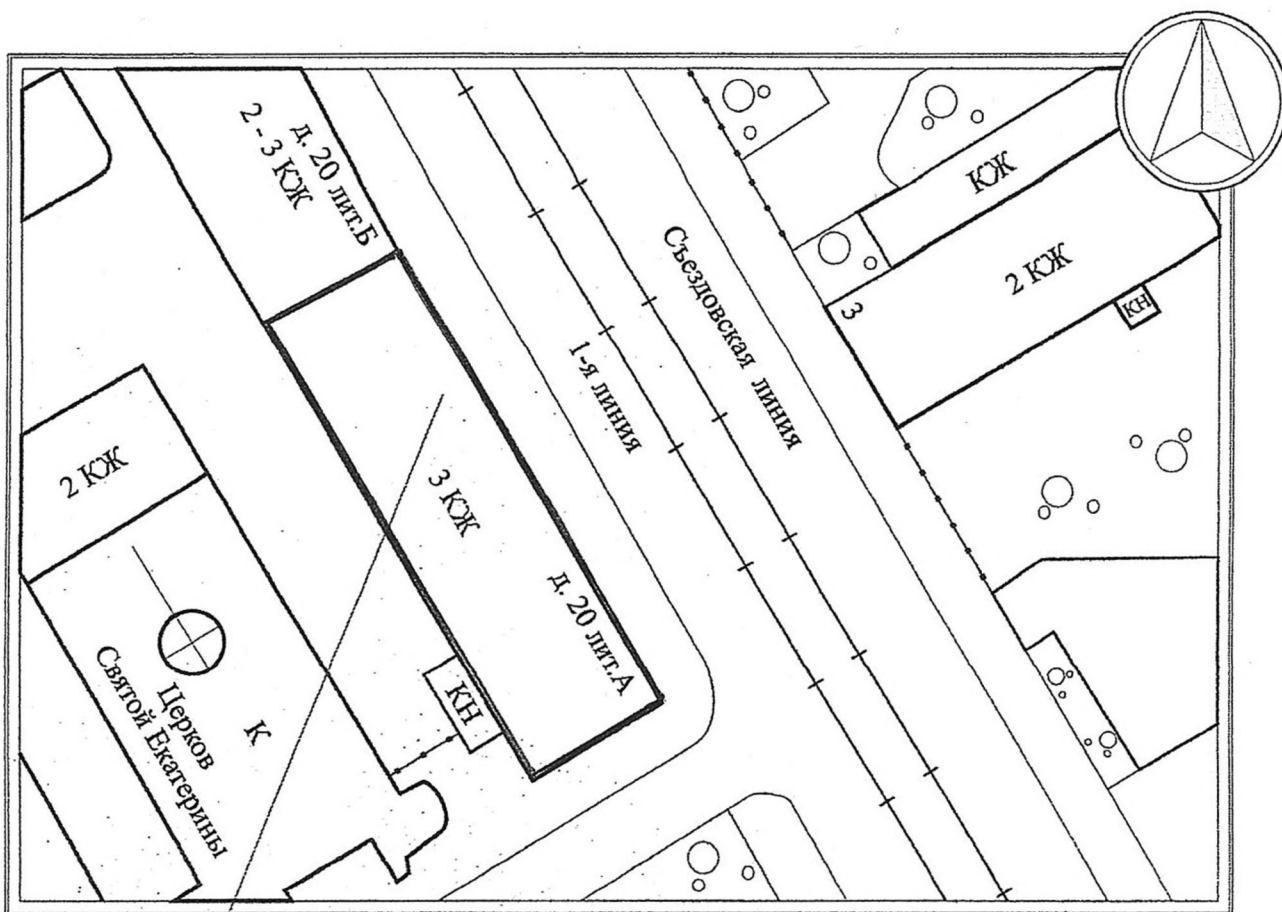 д. 20 лит.Б
2 - 3 КЖ
Съездовская линия
1-я линия
КЖ
2 КЖ
КН
3
2 КЖ
3 КЖ
д. 20 лит.А
КН
К
Церков
Святой Екатерины